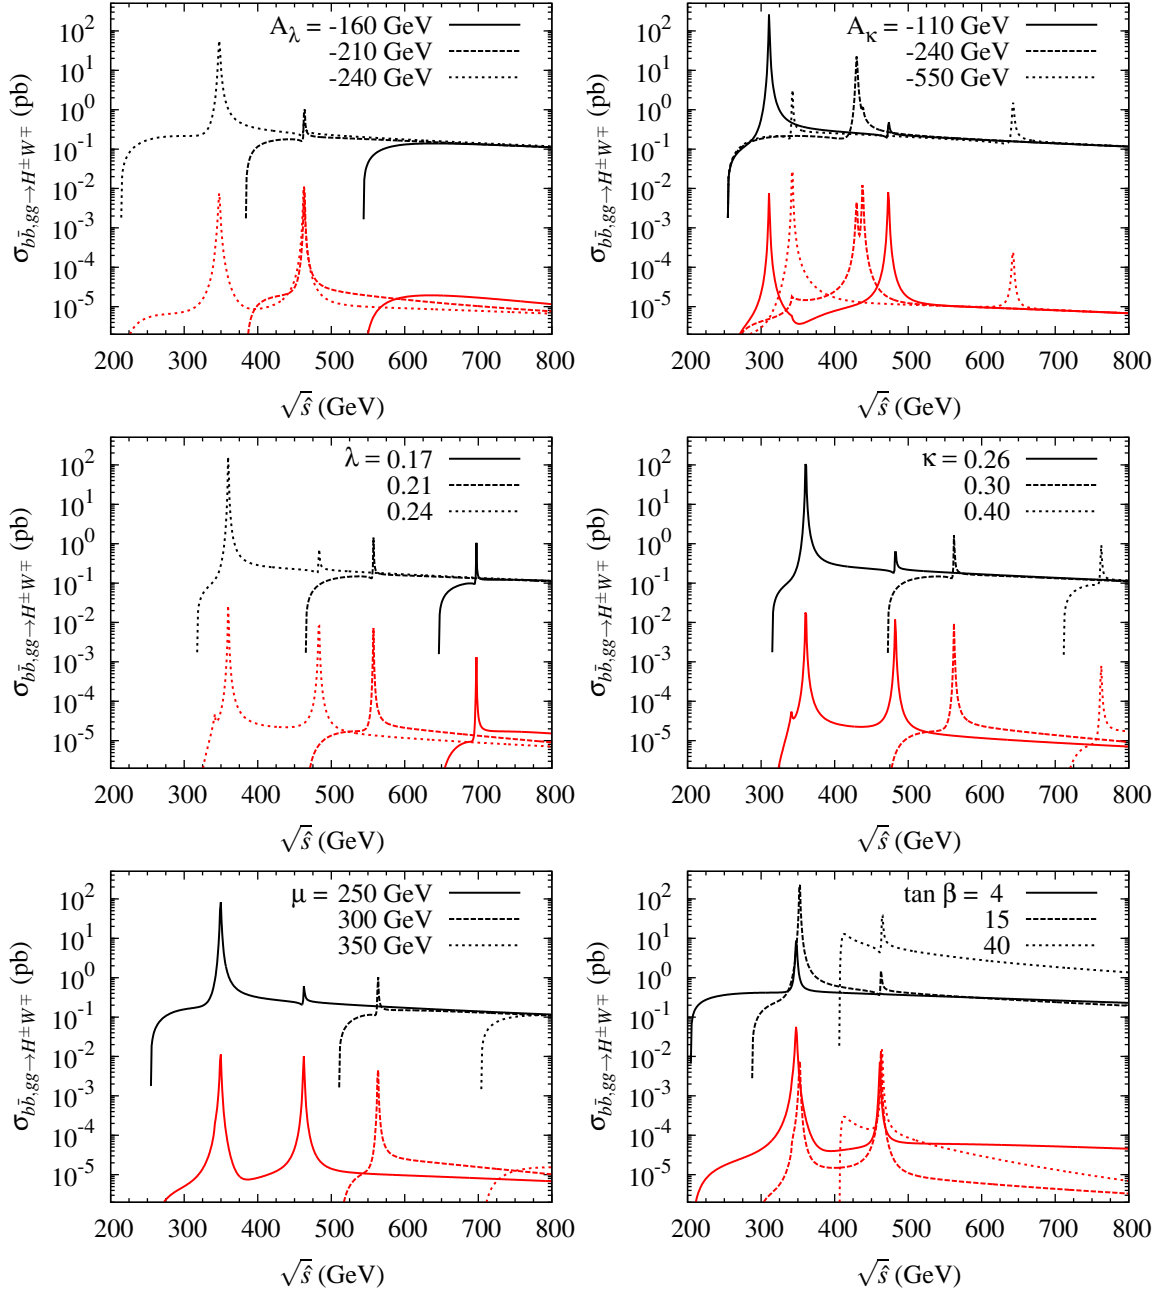 A_λ = -160 GeV
-210 GeV
-240 GeV
10^2
10^1
10^0
10^-1
10^-2
10^-3
10^-4
10^-5
σ_{bb̄,gg→H^±W^∓} (pb)
200 300 400 500 600 700 800
√ŝ (GeV)
A_κ = -110 GeV
-240 GeV
-550 GeV
10^2
10^1
10^0
10^-1
10^-2
10^-3
10^-4
10^-5
σ_{bb̄,gg→H^±W^∓} (pb)
200 300 400 500 600 700 800
√ŝ (GeV)
λ = 0.17
0.21
0.24
10^2
10^1
10^0
10^-1
10^-2
10^-3
10^-4
10^-5
σ_{bb̄,gg→H^±W^∓} (pb)
200 300 400 500 600 700 800
√ŝ (GeV)
κ = 0.26
0.30
0.40
10^2
10^1
10^0
10^-1
10^-2
10^-3
10^-4
10^-5
σ_{bb̄,gg→H^±W^∓} (pb)
200 300 400 500 600 700 800
√ŝ (GeV)
μ = 250 GeV
300 GeV
350 GeV
10^2
10^1
10^0
10^-1
10^-2
10^-3
10^-4
10^-5
σ_{bb̄,gg→H^±W^∓} (pb)
200 300 400 500 600 700 800
√ŝ (GeV)
tan β = 4
15
40
10^2
10^1
10^0
10^-1
10^-2
10^-3
10^-4
10^-5
σ_{bb̄,gg→H^±W^∓} (pb)
200 300 400 500 600 700 800
√ŝ (GeV)